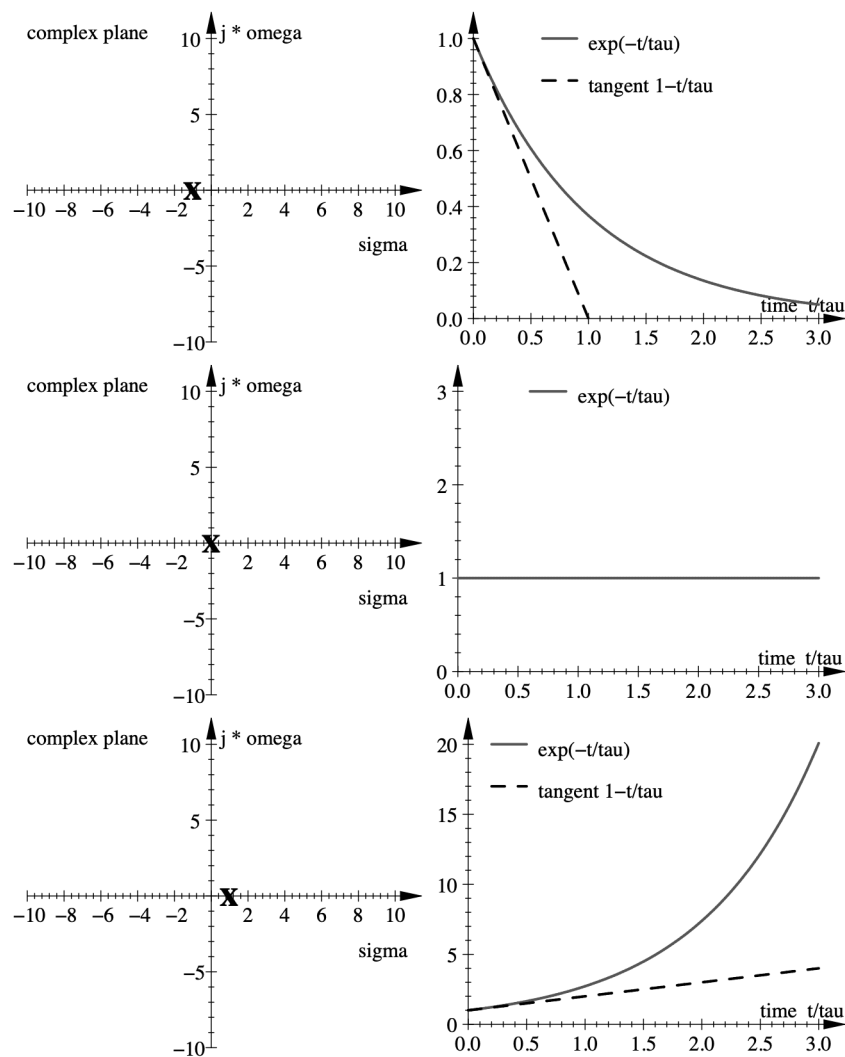 complex plane
j * omega
10
5
−5
−10
−10 −8 −6 −4 −2 2 4 6 8 10
X
sigma
exp(−t/tau)
tangent 1−t/tau
1.0
0.8
0.6
0.4
0.2
0.0
time t/tau
0.0 0.5 1.0 1.5 2.0 2.5 3.0
complex plane
j * omega
10
5
−5
−10
−10 −8 −6 −4 −2 2 4 6 8 10
X
sigma
exp(−t/tau)
3
2
1
0
time t/tau
0.0 0.5 1.0 1.5 2.0 2.5 3.0
complex plane
j * omega
10
5
−5
−10
−10 −8 −6 −4 −2 2 4 6 8 10
X
sigma
exp(−t/tau)
tangent 1−t/tau
20
15
10
5
0
time t/tau
0.0 0.5 1.0 1.5 2.0 2.5 3.0